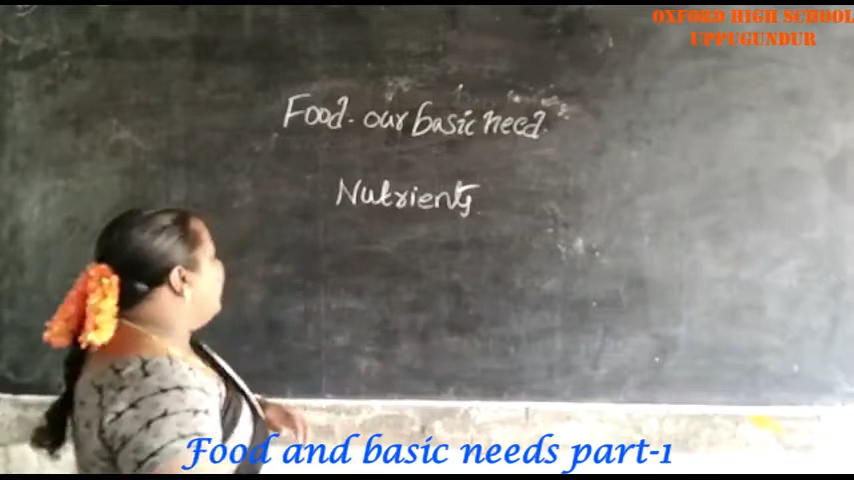 OXFORD HIGH SCHOOL
UPPUGUNDUR
Food. our basic need.
Nutrients
Food and basic needs part-1